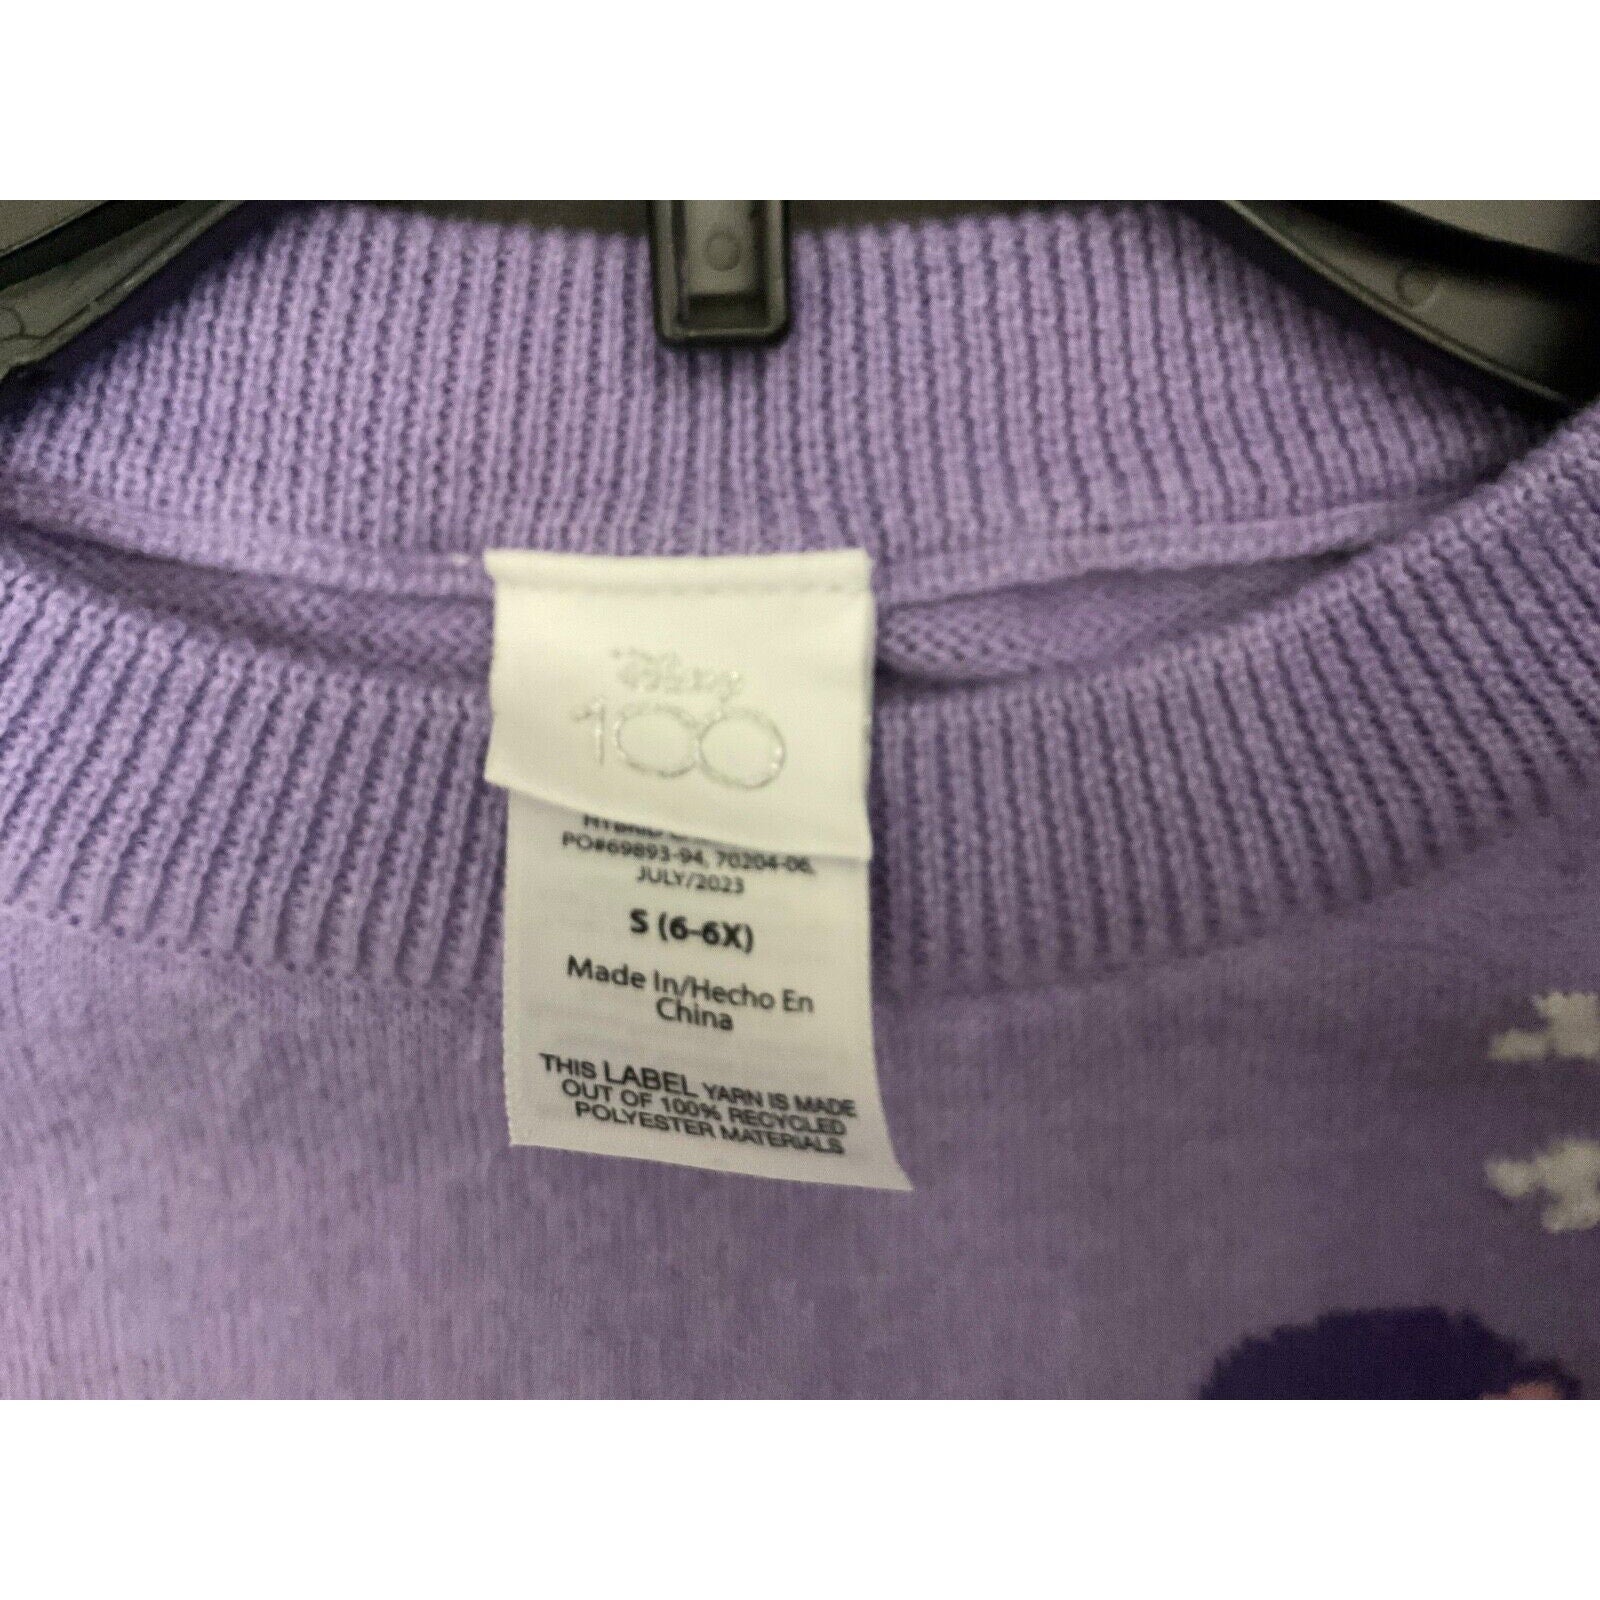 100
PO#69893-94, 70204-06,
JULY/2023
S (6-6X)
Made In/Hecho En
China
THIS LABEL YARN IS MADE
OUT OF 100% RECYCLED
POLYESTER MATERIALS